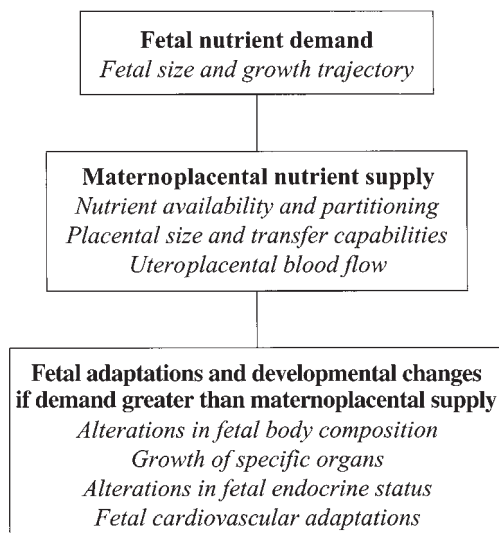 Fetal nutrient demand
Fetal size and growth trajectory
Maternoplacental nutrient supply
Nutrient availability and partitioning
Placental size and transfer capabilities
Uteroplacental blood flow
Fetal adaptations and developmental changes
if demand greater than maternoplacental supply
Alterations in fetal body composition
Growth of specific organs
Alterations in fetal endocrine status
Fetal cardiovascular adaptations